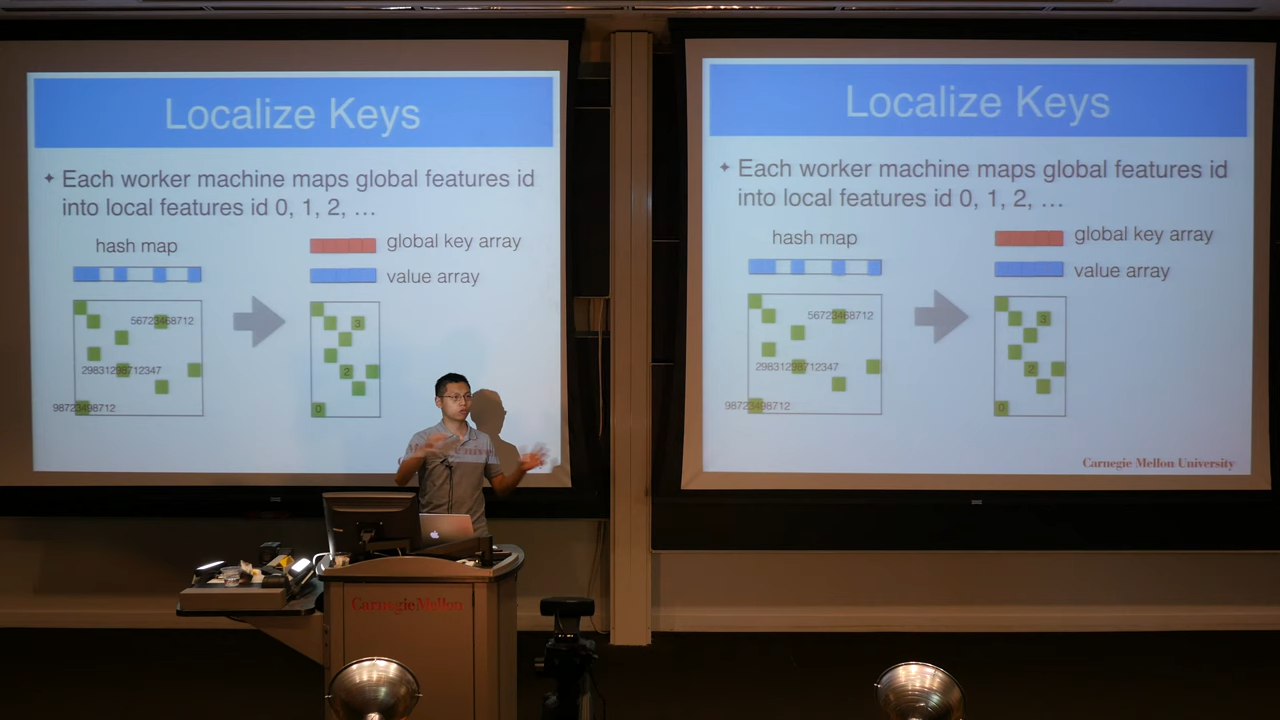 Localize Keys
✦ Each worker machine maps global features id
into local features id 0, 1, 2, …
hash map
global key array
value array
56723468712
3
29831298712347
2
98723498712
0
Localize Keys
✦ Each worker machine maps global features id
into local features id 0, 1, 2, …
hash map
global key array
value array
56723468712
3
29831298712347
2
98723498712
0
Carnegie Mellon University
CarnegieMellon